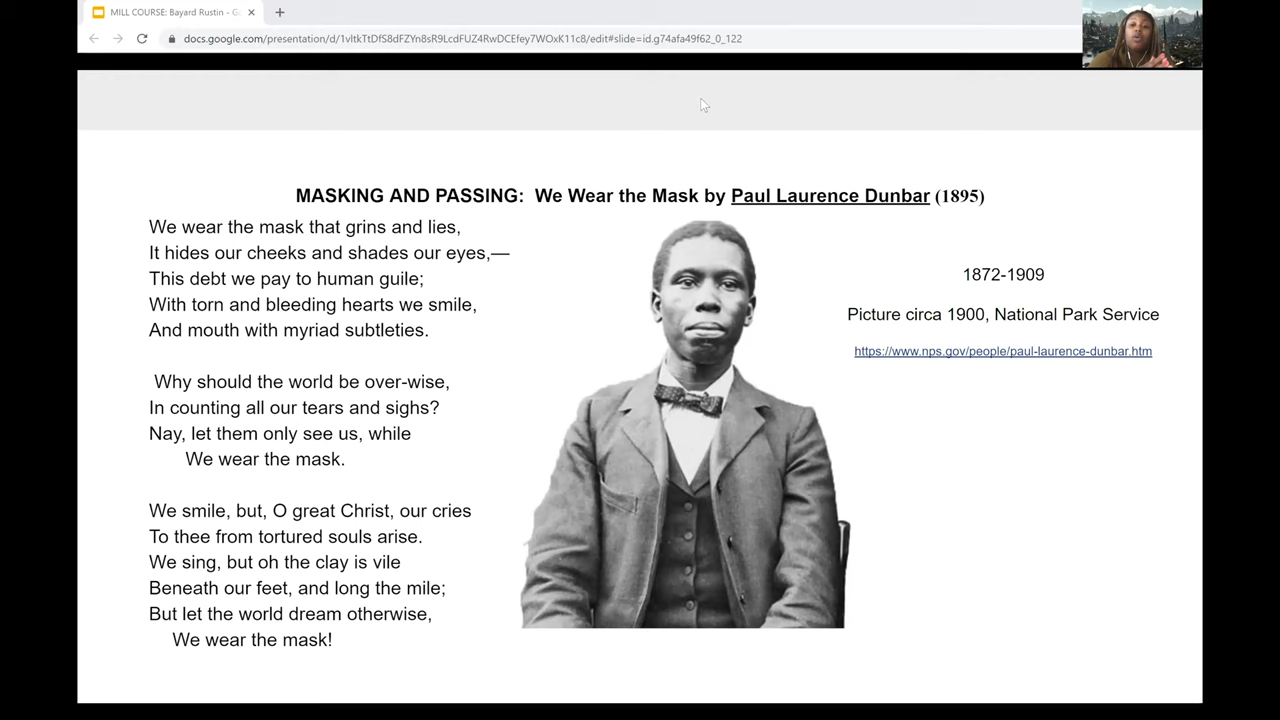 MILL COURSE: Bayard Rustin - G
docs.google.com/presentation/d/1vltkTtDfS8dFZYn8sR9LcdFUZ4RwDCEfey7WOxK11c8/edit#slide=id.g74afa49f62_0_122
MASKING AND PASSING: We Wear the Mask by Paul Laurence Dunbar (1895)
We wear the mask that grins and lies,
It hides our cheeks and shades our eyes,—
This debt we pay to human guile;
With torn and bleeding hearts we smile,
And mouth with myriad subtleties.
Why should the world be over-wise,
In counting all our tears and sighs?
Nay, let them only see us, while
We wear the mask.
We smile, but, O great Christ, our cries
To thee from tortured souls arise.
We sing, but oh the clay is vile
Beneath our feet, and long the mile;
But let the world dream otherwise,
We wear the mask!
1872-1909
Picture circa 1900, National Park Service
https://www.nps.gov/people/paul-laurence-dunbar.htm